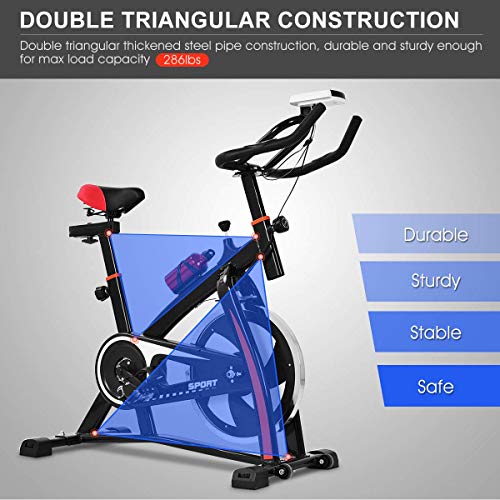 DOUBLE TRIANGULAR CONSTRUCTION
Double triangular thickened steel pipe construction, durable and sturdy enough
for max load capacity 286lbs
Durable
Sturdy
Stable
Safe
SPORT